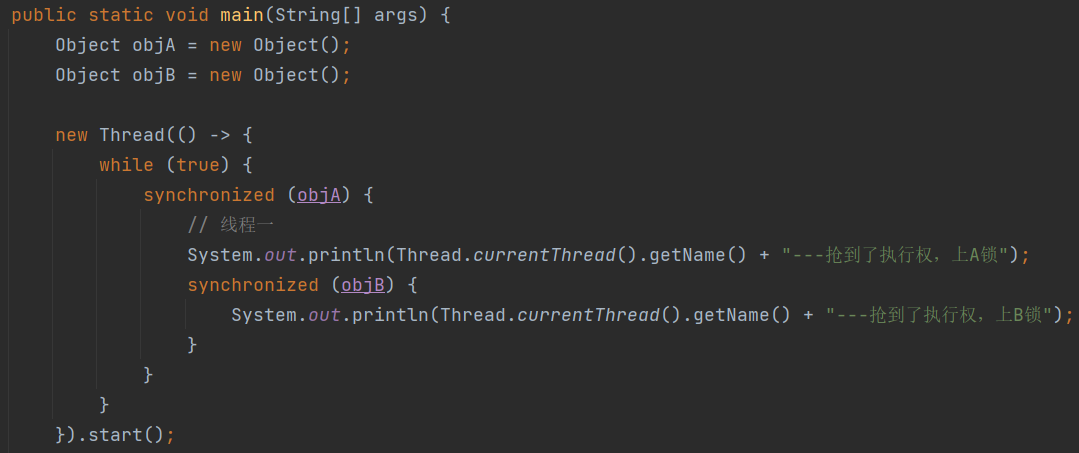 public static void main(String[] args) {
Object objA = new Object();
Object objB = new Object();
new Thread(() -> {
while (true) {
synchronized (objA) {
// 线程一
System.out.println(Thread.currentThread().getName() + "---抢到了执行权，上A锁");
synchronized (objB) {
System.out.println(Thread.currentThread().getName() + "---抢到了执行权，上B锁");
}
}
}
}).start();